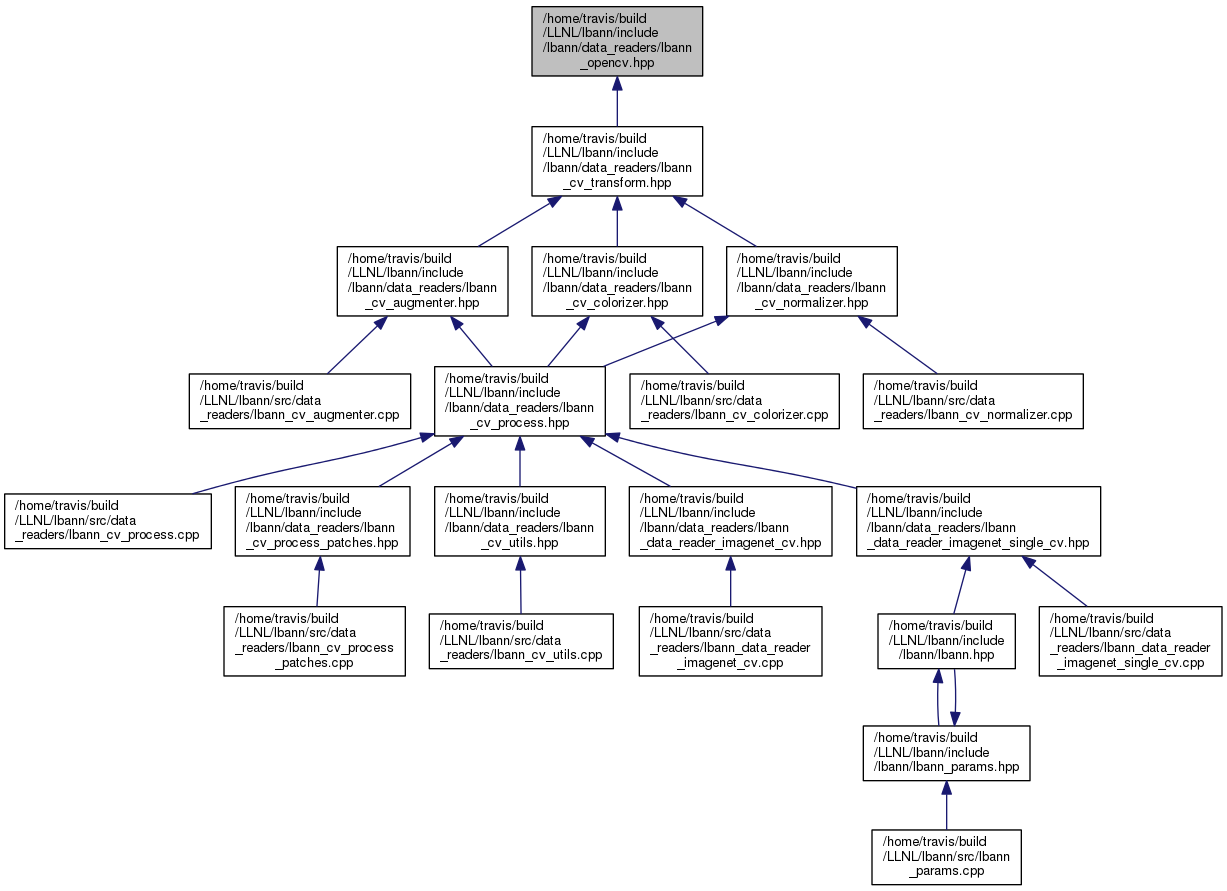 /home/travis/build
/LLNL/lbann/include
/lbann/data_readers/lbann
_opencv.hpp
/home/travis/build
/LLNL/lbann/include
/lbann/data_readers/lbann
_cv_transform.hpp
/home/travis/build
/LLNL/lbann/include
/lbann/data_readers/lbann
_cv_augmenter.hpp
/home/travis/build
/LLNL/lbann/include
/lbann/data_readers/lbann
_cv_colorizer.hpp
/home/travis/build
/LLNL/lbann/include
/lbann/data_readers/lbann
_cv_normalizer.hpp
/home/travis/build
/LLNL/lbann/src/data
_readers/lbann_cv_augmenter.cpp
/home/travis/build
/LLNL/lbann/include
/lbann/data_readers/lbann
_cv_process.hpp
/home/travis/build
/LLNL/lbann/src/data
_readers/lbann_cv_colorizer.cpp
/home/travis/build
/LLNL/lbann/src/data
_readers/lbann_cv_normalizer.cpp
/home/travis/build
/LLNL/lbann/src/data
_readers/lbann_cv_process.cpp
/home/travis/build
/LLNL/lbann/include
/lbann/data_readers/lbann
_cv_process_patches.hpp
/home/travis/build
/LLNL/lbann/include
/lbann/data_readers/lbann
_cv_utils.hpp
/home/travis/build
/LLNL/lbann/include
/lbann/data_readers/lbann
_data_reader_imagenet_cv.hpp
/home/travis/build
/LLNL/lbann/include
/lbann/data_readers/lbann
_data_reader_imagenet_single_cv.hpp
/home/travis/build
/LLNL/lbann/src/data
_readers/lbann_cv_process
_patches.cpp
/home/travis/build
/LLNL/lbann/src/data
_readers/lbann_cv_utils.cpp
/home/travis/build
/LLNL/lbann/src/data
_readers/lbann_data_reader
_imagenet_cv.cpp
/home/travis/build
/LLNL/lbann/include
/lbann/lbann.hpp
/home/travis/build
/LLNL/lbann/src/data
_readers/lbann_data_reader
_imagenet_single_cv.cpp
/home/travis/build
/LLNL/lbann/include
/lbann/lbann_params.hpp
/home/travis/build
/LLNL/lbann/src/lbann
_params.cpp